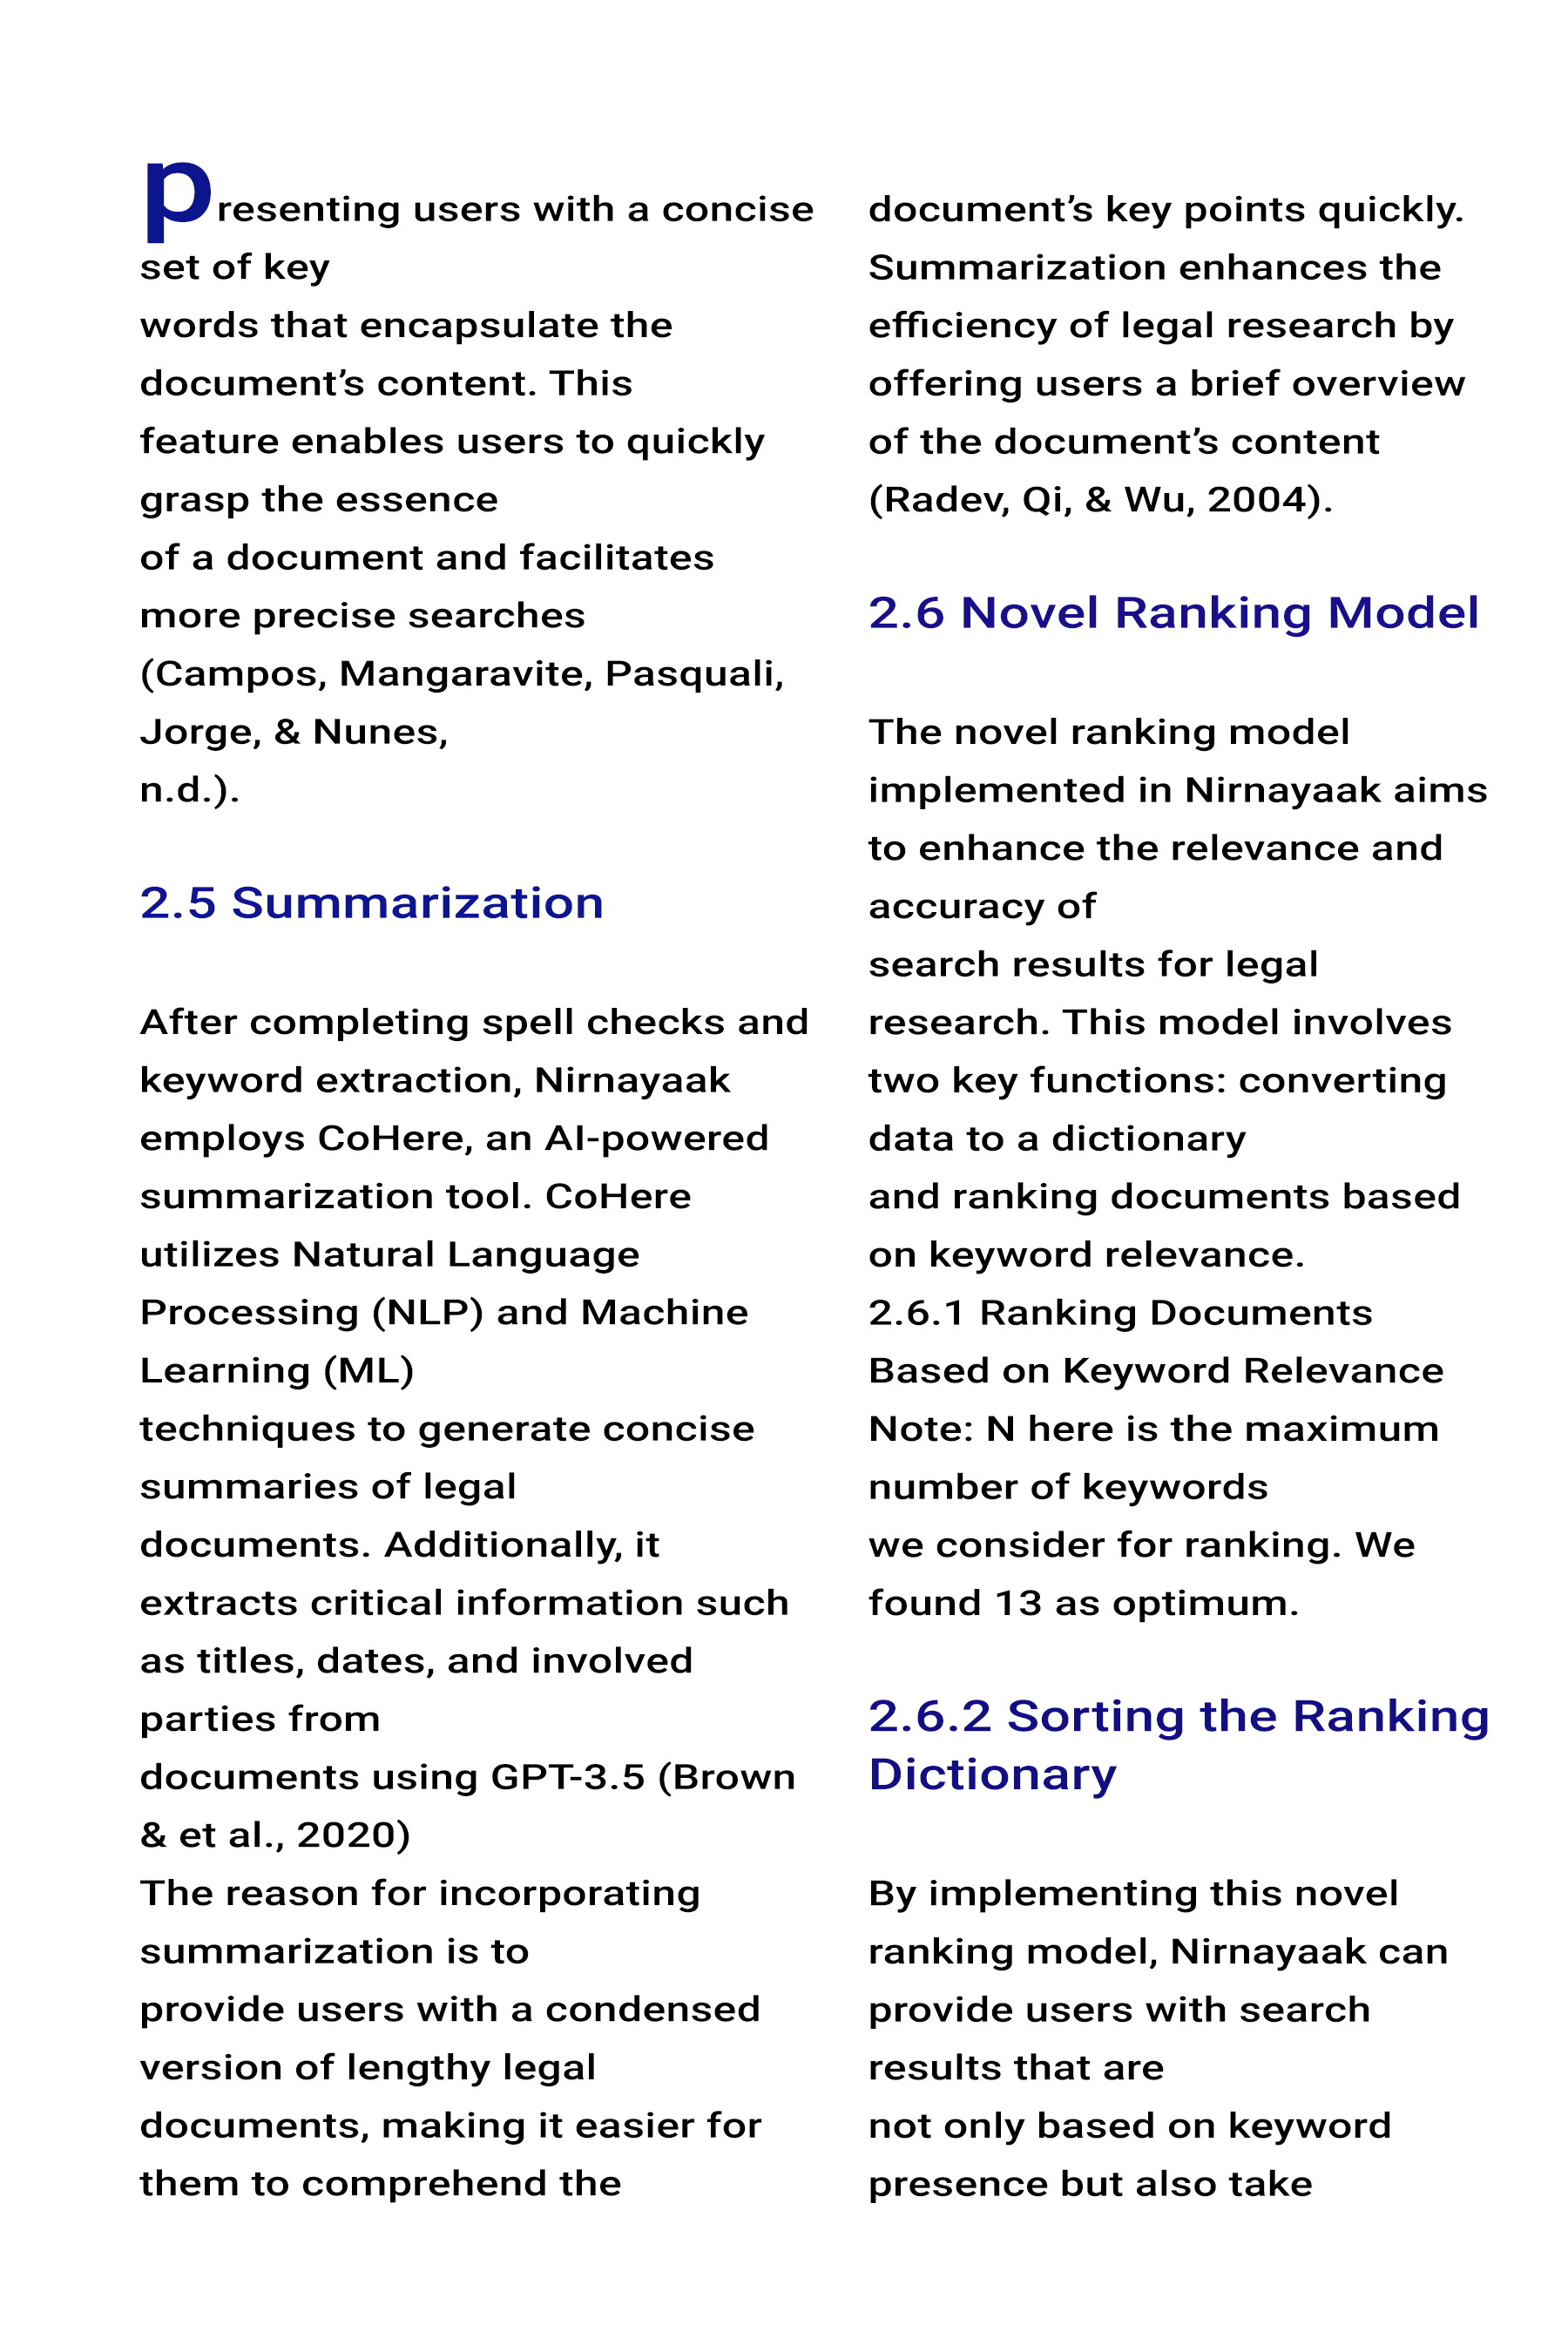 presenting users with a concise
set of key
words that encapsulate the
document’s content. This
feature enables users to quickly
grasp the essence
of a document and facilitates
more precise searches
(Campos, Mangaravite, Pasquali,
Jorge, & Nunes,
n.d.).
2.5 Summarization
After completing spell checks and
keyword extraction, Nirnayaak
employs CoHere, an AI-powered
summarization tool. CoHere
utilizes Natural Language
Processing (NLP) and Machine
Learning (ML)
techniques to generate concise
summaries of legal
documents. Additionally, it
extracts critical information such
as titles, dates, and involved
parties from
documents using GPT-3.5 (Brown
& et al., 2020)
The reason for incorporating
summarization is to
provide users with a condensed
version of lengthy legal
documents, making it easier for
them to comprehend the
document’s key points quickly.
Summarization enhances the
efficiency of legal research by
offering users a brief overview
of the document’s content
(Radev, Qi, & Wu, 2004).
2.6 Novel Ranking Model
The novel ranking model
implemented in Nirnayaak aims
to enhance the relevance and
accuracy of
search results for legal
research. This model involves
two key functions: converting
data to a dictionary
and ranking documents based
on keyword relevance.
2.6.1 Ranking Documents
Based on Keyword Relevance
Note: N here is the maximum
number of keywords
we consider for ranking. We
found 13 as optimum.
2.6.2 Sorting the Ranking
Dictionary
By implementing this novel
ranking model, Nirnayaak can
provide users with search
results that are
not only based on keyword
presence but also take